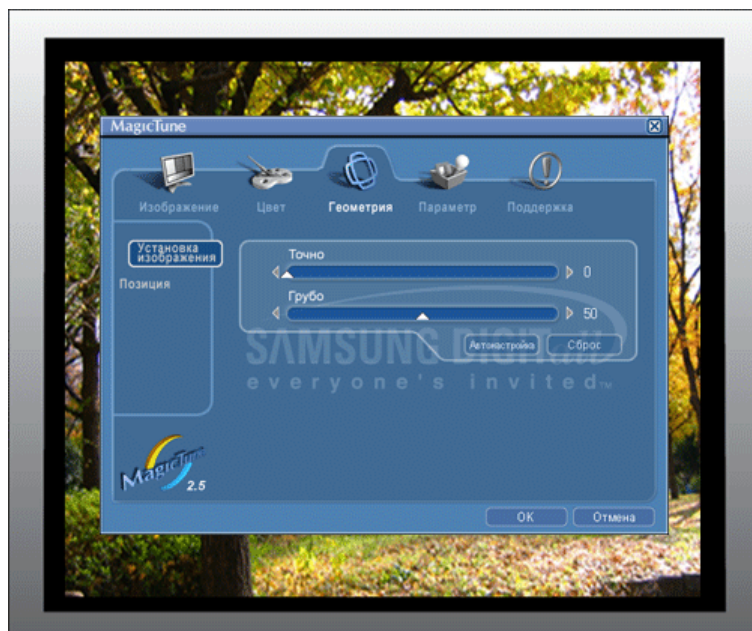 MagicTune
Изображение Цвет Геометрия Параметр Поддержка
Установка
изображения
Позиция
Точно
0
Грубо
50
Автонастройка Сброс
SAMSUNG DIGITall
everyone's invited™
MagicTune
2.5
OK Отмена